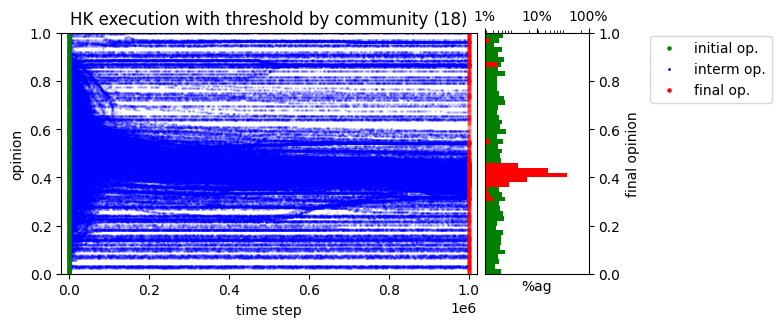 HK execution with threshold by community (18)
1% 10% 100%
initial op.
interm op.
final op.
opinion
1.0
0.8
0.6
0.4
0.2
0.0
1.0
0.8
0.6
0.4
0.2
0.0
final opinion
0.0 0.2 0.4 0.6 0.8 1.0
%ag
1e6
time step